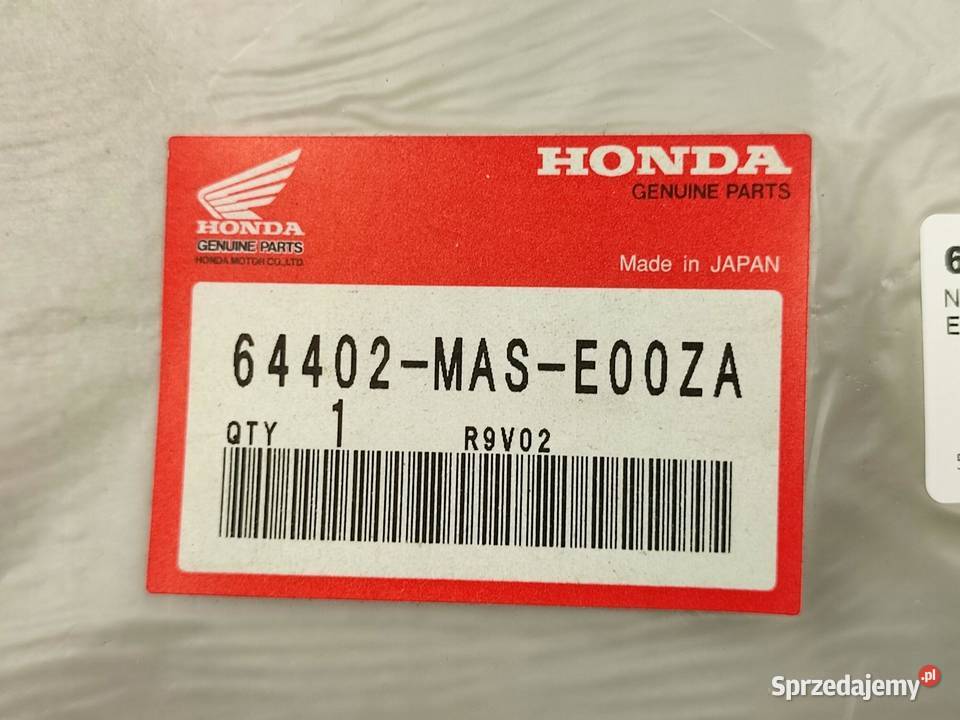 HONDA
GENUINE PARTS
HONDA
GENUINE PARTS
HONDA MOTOR CO.,LTD.
Made in JAPAN
64402-MAS-E00ZA
QTY 1 R9V02
6
N
E
Sprzedajemy.pl